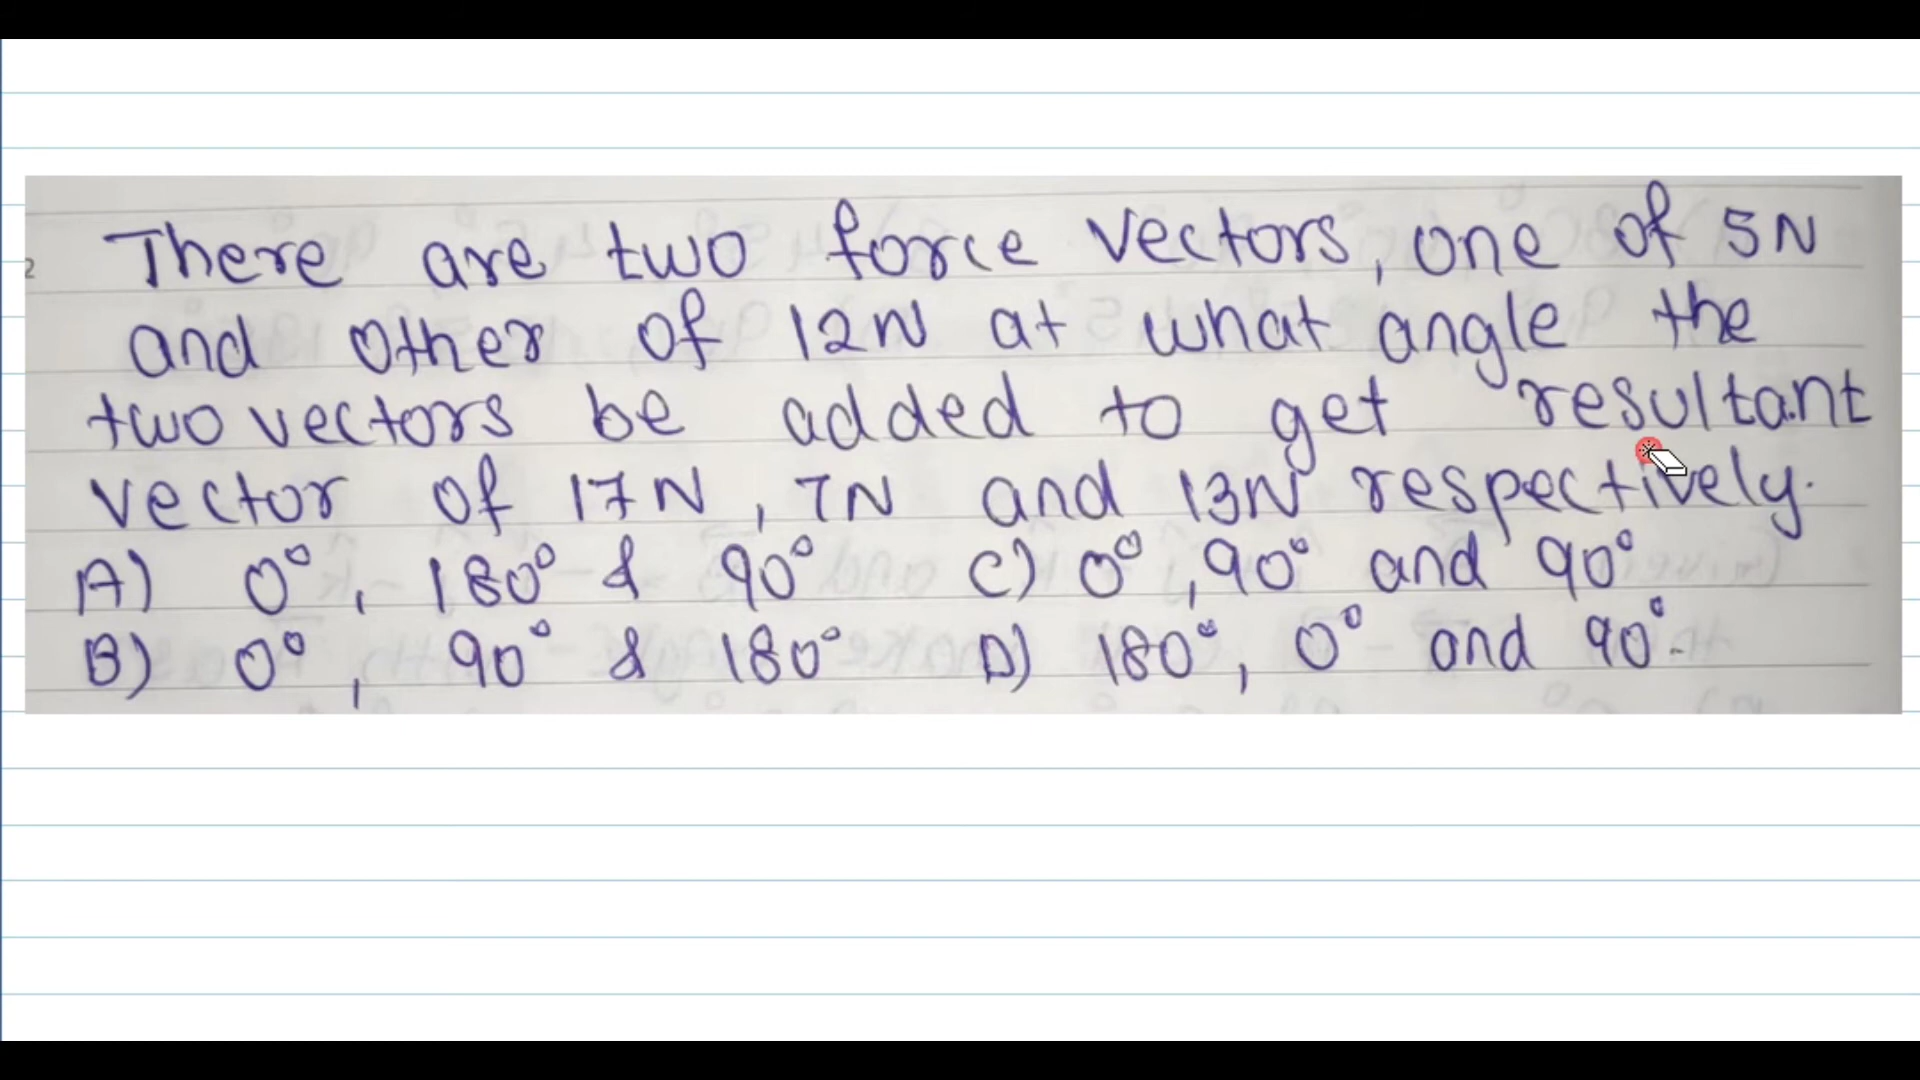 There are two force vectors, one of 5N
and other of 12N at what angle the
two vectors be added to get resultant
vector of 17N, 7N and 13N respectively.
A) 0°, 180° & 90° C) 0°, 90° and 90°
B) 0°, 90° & 180° D) 180°, 0° and 90°.